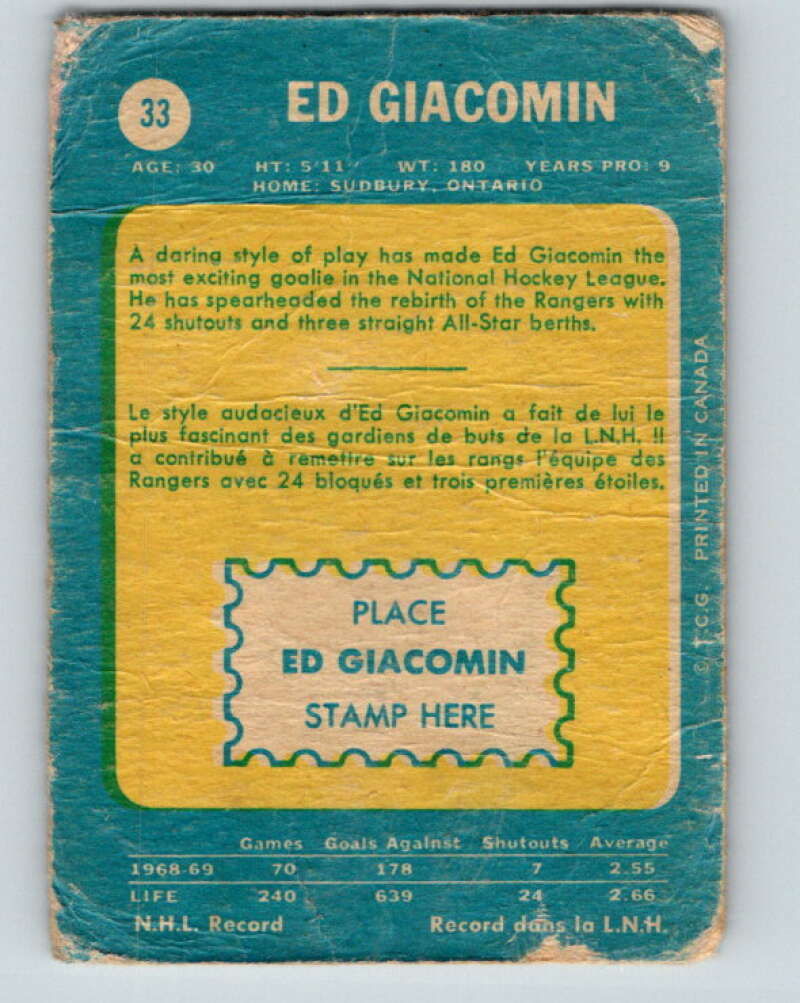 33
ED GIACOMIN
AGE: 30 HT: 5'11" WT: 180 YEARS PRO: 9
HOME: SUDBURY, ONTARIO
A daring style of play has made Ed Giacomin the
most exciting goalie in the National Hockey League.
He has spearheaded the rebirth of the Rangers with
24 shutouts and three straight All-Star berths.
Le style audacieux d'Ed Giacomin a fait de lui le
plus fascinant des gardiens de buts de la L.N.H. Il
a contribué à remettre sur les rangs l'équipe des
Rangers avec 24 bloqués et trois premières étoiles.
PLACE
ED GIACOMIN
STAMP HERE
© T.C.G. PRINTED IN CANADA
Games Goals Against Shutouts Average
1968-69 70 178 7 2.55
LIFE 240 639 24 2.66
N.H.L. Record Record dans la L.N.H.